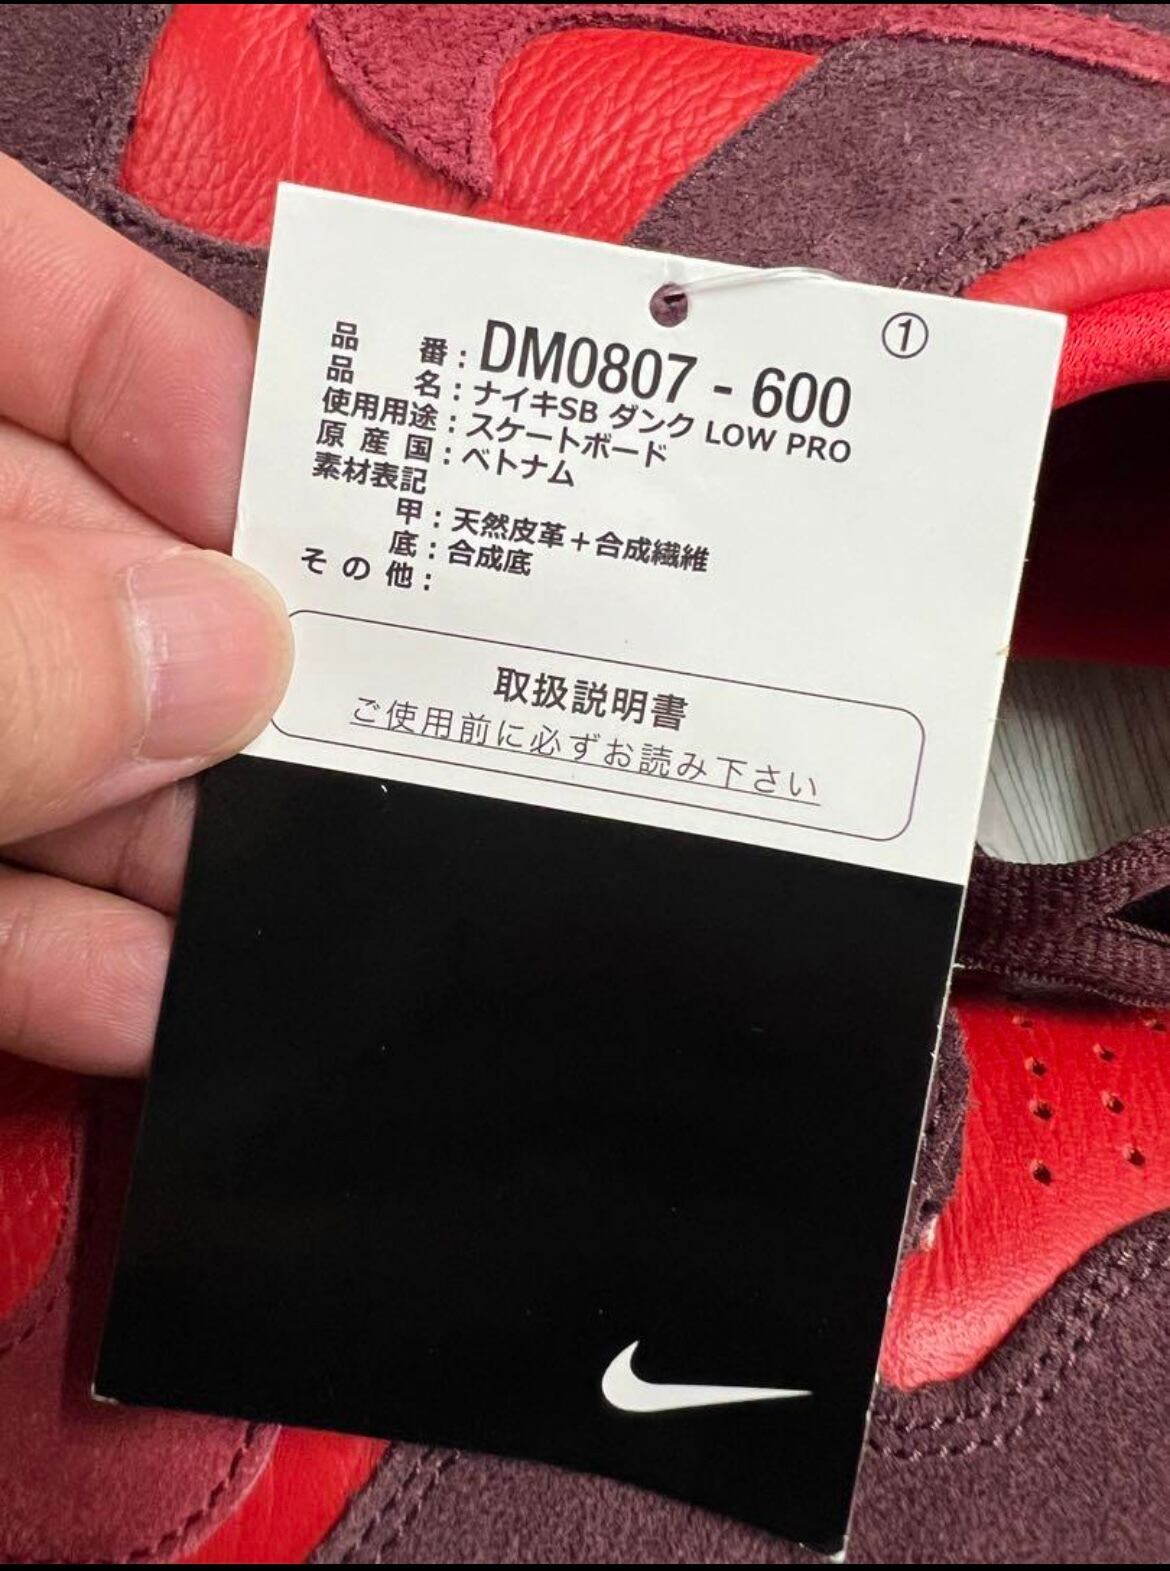 ①
品番：DM0807 - 600
品名：ナイキSB ダンク LOW PRO
使用用途：スケートボード
原産国：ベトナム
素材表記
甲：天然皮革＋合成繊維
底：合成底
その他：
取扱説明書
ご使用前に必ずお読み下さい